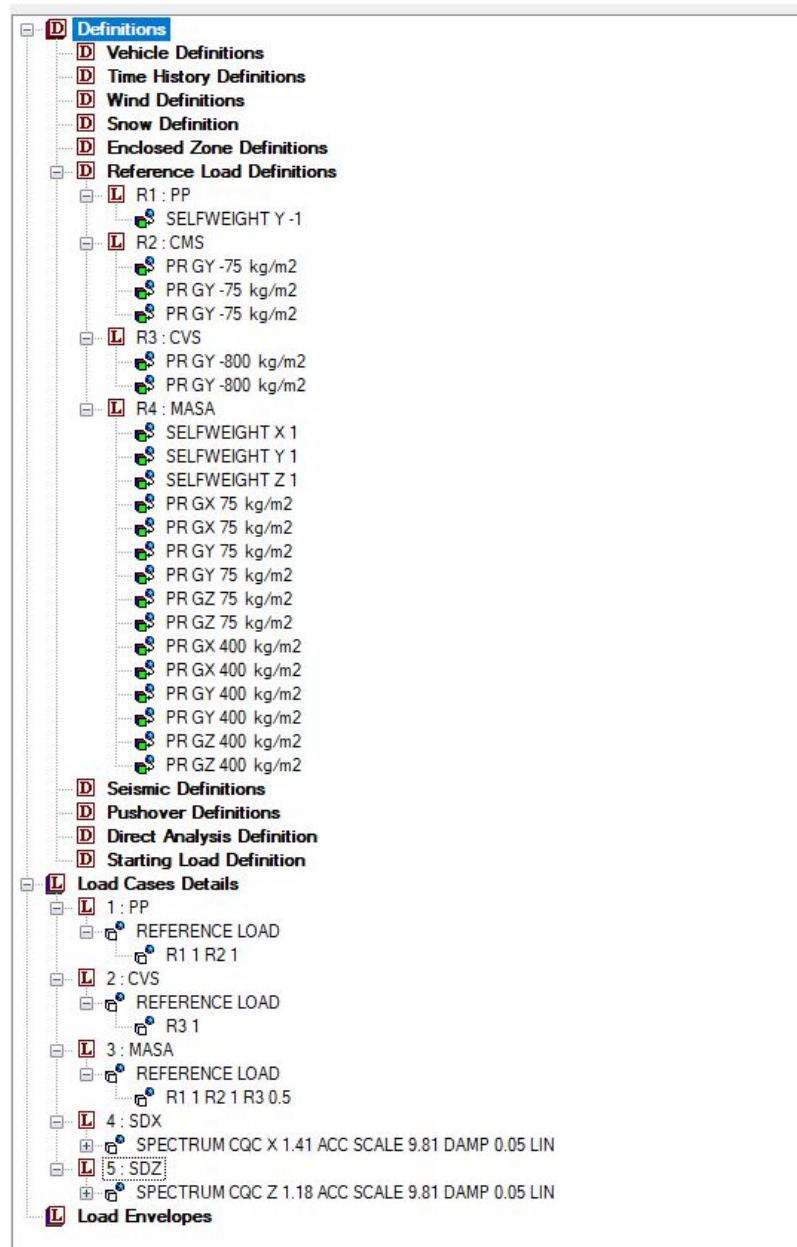 Definitions
Vehicle Definitions
Time History Definitions
Wind Definitions
Snow Definition
Enclosed Zone Definitions
Reference Load Definitions
R1 : PP
SELFWEIGHT Y -1
R2 : CMS
PR GY -75 kg/m2
PR GY -75 kg/m2
PR GY -75 kg/m2
R3 : CVS
PR GY -800 kg/m2
PR GY -800 kg/m2
R4 : MASA
SELFWEIGHT X 1
SELFWEIGHT Y 1
SELFWEIGHT Z 1
PR GX 75 kg/m2
PR GX 75 kg/m2
PR GY 75 kg/m2
PR GY 75 kg/m2
PR GZ 75 kg/m2
PR GZ 75 kg/m2
PR GX 400 kg/m2
PR GX 400 kg/m2
PR GY 400 kg/m2
PR GY 400 kg/m2
PR GZ 400 kg/m2
PR GZ 400 kg/m2
Seismic Definitions
Pushover Definitions
Direct Analysis Definition
Starting Load Definition
Load Cases Details
1 : PP
REFERENCE LOAD
R1 1 R2 1
2 : CVS
REFERENCE LOAD
R3 1
3 : MASA
REFERENCE LOAD
R1 1 R2 1 R3 0.5
4 : SDX
SPECTRUM CQC X 1.41 ACC SCALE 9.81 DAMP 0.05 LIN
5 : SDZ
SPECTRUM CQC Z 1.18 ACC SCALE 9.81 DAMP 0.05 LIN
Load Envelopes